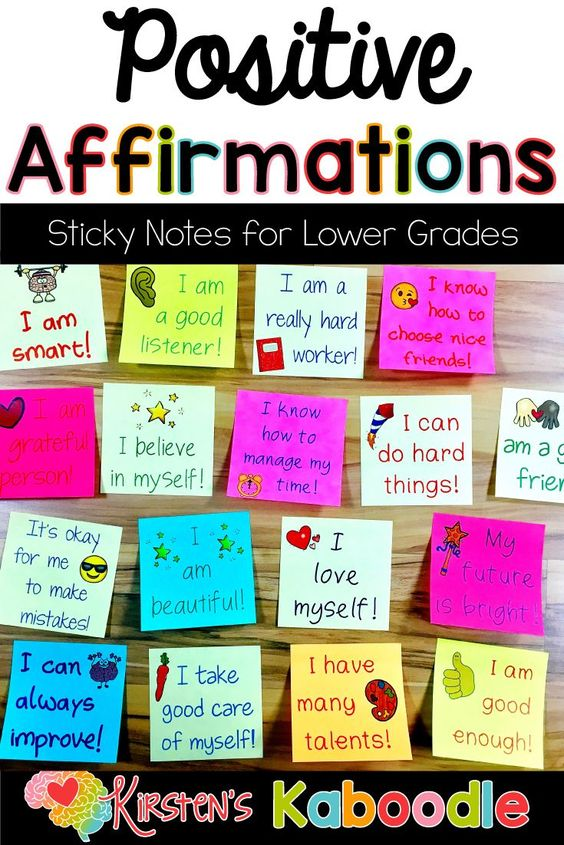 Positive
Affirmations
Sticky Notes for Lower Grades
I am
smart!
I am
a good
listener!
I am a
really hard
worker!
I know
how to
choose nice
friends!
I am
grateful
person!
I believe
in myself!
I know
how to
manage my
time!
I can
do hard
things!
am a g
frien
It's okay
for me
to make
mistakes!
I
am
beautiful!
I
love
myself!
My
future
is bright!
I can
always
improve!
I take
good care
of myself!
I have
many
talents!
I am
good
enough!
Kirsten's Kaboodle